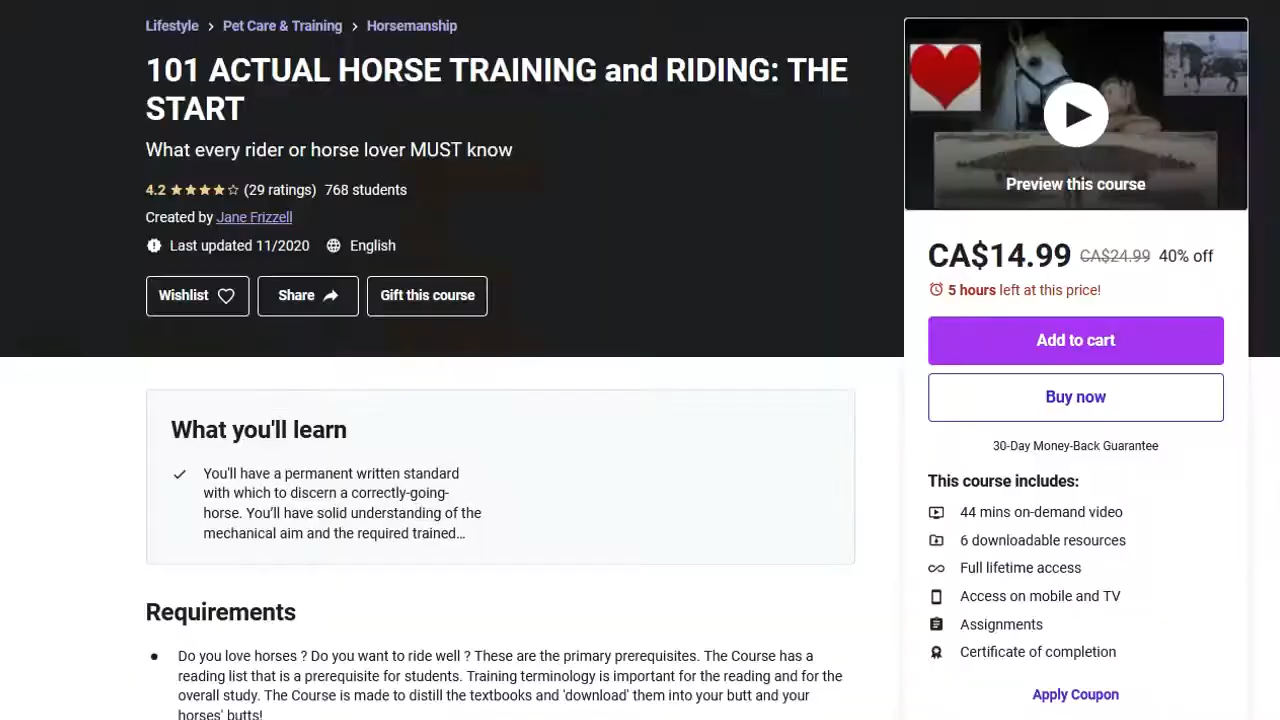 Lifestyle > Pet Care & Training > Horsemanship
101 ACTUAL HORSE TRAINING and RIDING: THE
START
What every rider or horse lover MUST know
4.2 (29 ratings) 768 students
Created by Jane Frizzell
Last updated 11/2020 English
Wishlist Share Gift this course
What you'll learn
You'll have a permanent written standard
with which to discern a correctly-going-
horse. You'll have solid understanding of the
mechanical aim and the required trained...
Requirements
Do you love horses ? Do you want to ride well ? These are the primary prerequisites. The Course has a
reading list that is a prerequisite for students. Training terminology is important for the reading and for the
overall study. The Course is made to distill the textbooks and 'download' them into your butt and your
horses' butts!
Preview this course
CA$14.99 CA$24.99 40% off
5 hours left at this price!
Add to cart
Buy now
30-Day Money-Back Guarantee
This course includes:
44 mins on-demand video
6 downloadable resources
Full lifetime access
Access on mobile and TV
Assignments
Certificate of completion
Apply Coupon